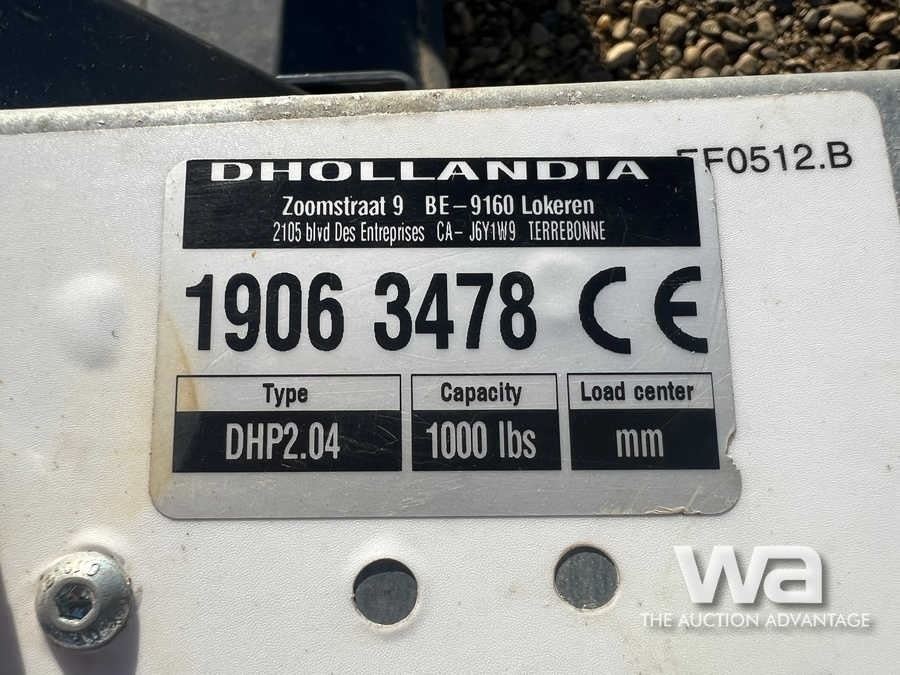 EF0512.B
DHOLLANDIA
Zoomstraat 9 BE-9160 Lokeren
2105 blvd Des Entreprises CA- J6Y1W9 TERREBONNE
1906 3478 CE
Type Capacity Load center
DHP2.04 1000 lbs mm
wa
THE AUCTION ADVANTAGE